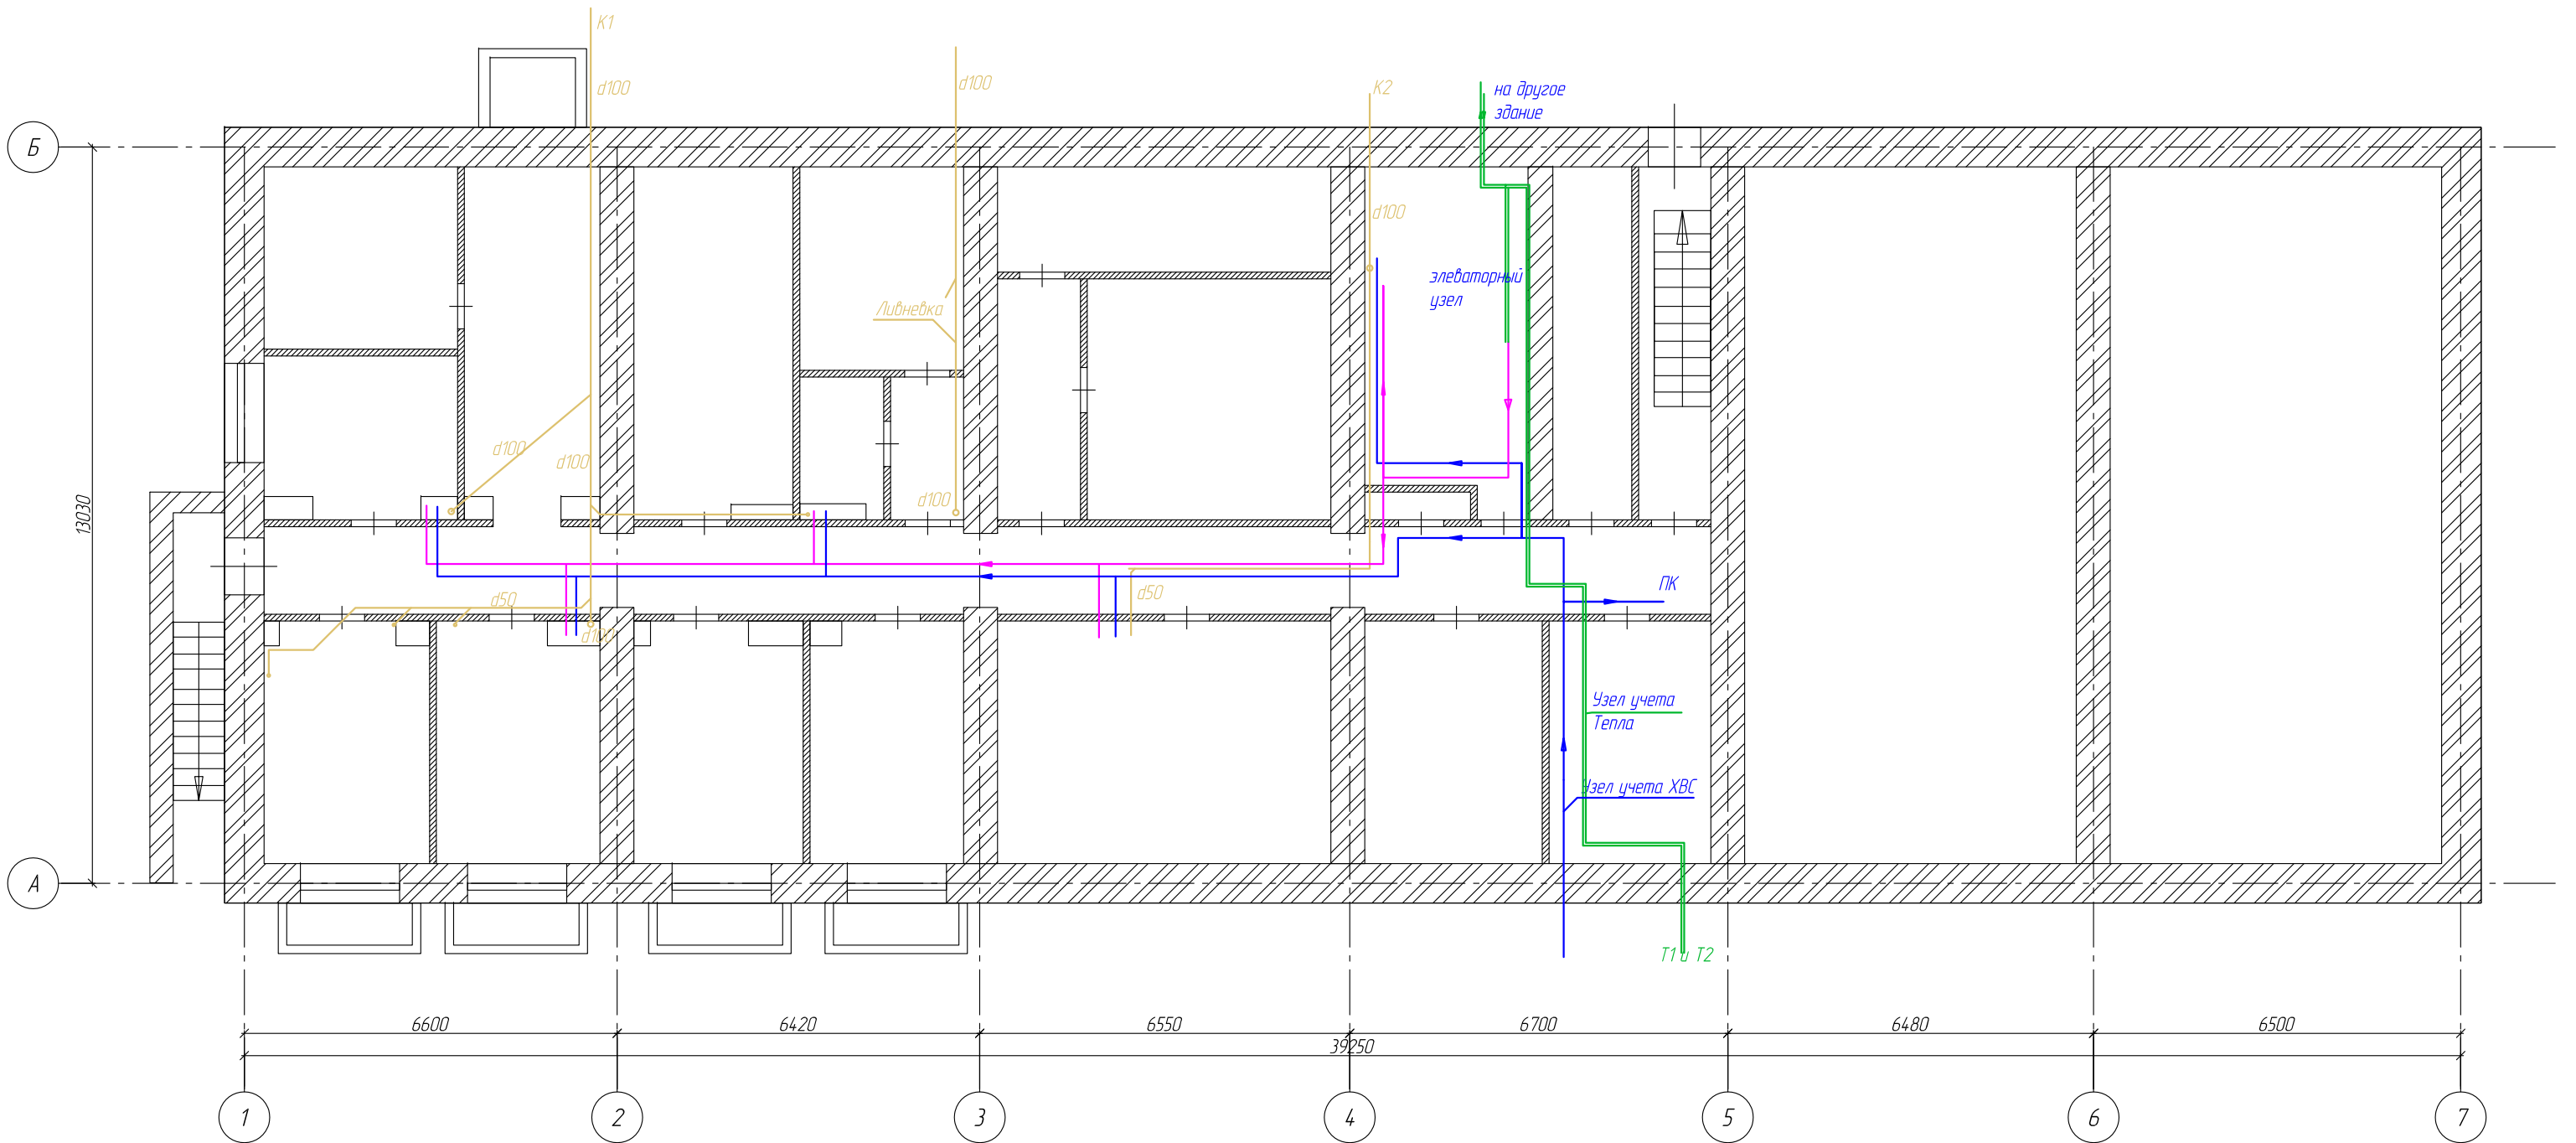 К1
d100
d100
К2
на другое
здание
Б
d100
элеваторный
узел
Ливневка
d100
d100
d100
13030
ПК
d50
d50
d100
Узел учета
Тепла
Узел учета ХВС
А
Т1 и Т2
6600
6420
6550
6700
6480
6500
39250
1
2
3
4
5
6
7